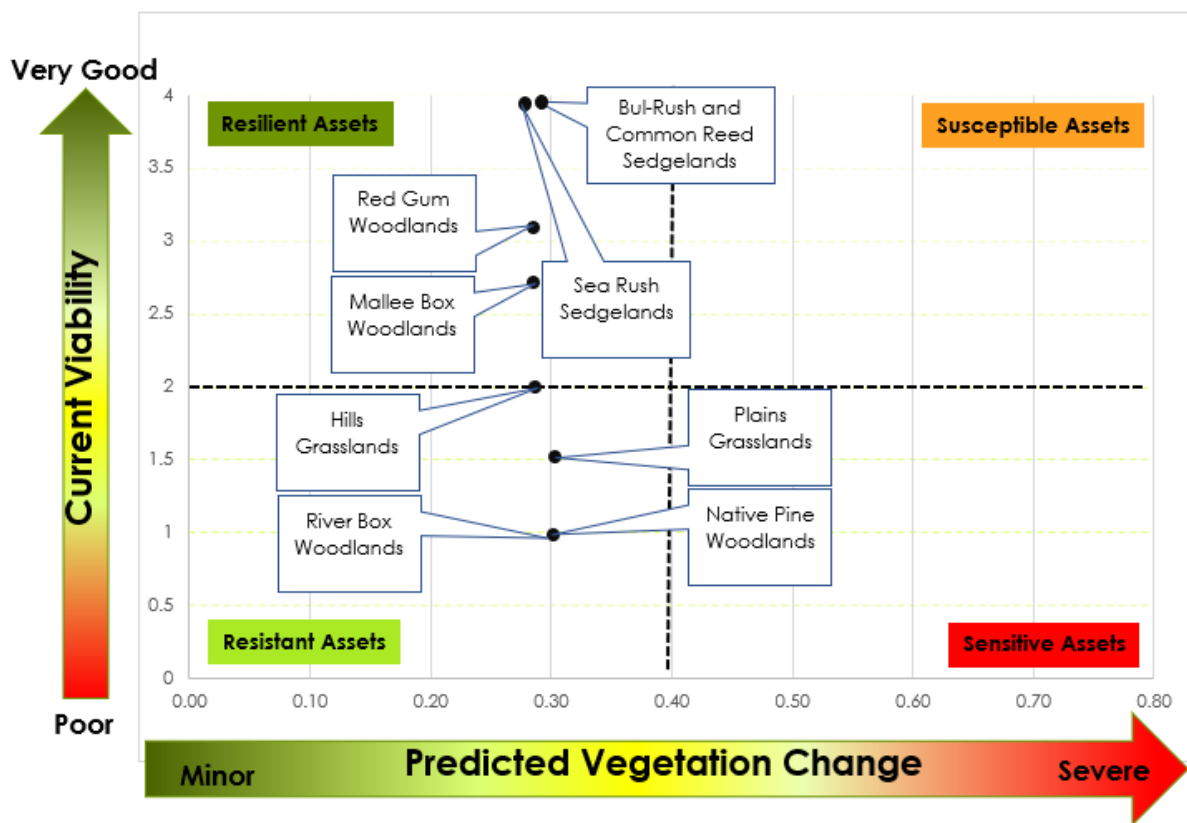 Very Good
Current Viability
Poor
4
3.5
3
2.5
2
1.5
1
0.5
0
Resilient Assets
Susceptible Assets
Bul-Rush and
Common Reed
Sedgelands
Red Gum
Woodlands
Mallee Box
Woodlands
Sea Rush
Sedgelands
Hills
Grasslands
Plains
Grasslands
River Box
Woodlands
Native Pine
Woodlands
Resistant Assets
Sensitive Assets
0.00 0.10 0.20 0.30 0.40 0.50 0.60 0.70 0.80
Minor Predicted Vegetation Change Severe